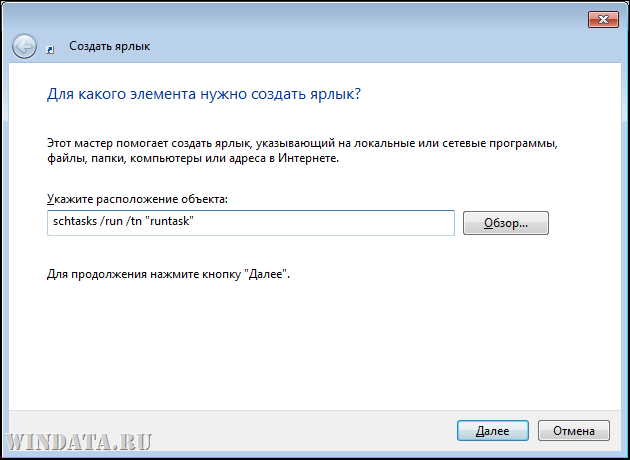 Создать ярлык
Для какого элемента нужно создать ярлык?
Этот мастер помогает создать ярлык, указывающий на локальные или сетевые программы,
файлы, папки, компьютеры или адреса в Интернете.
Укажите расположение объекта:
schtasks /run /tn "runtask"
Обзор...
Для продолжения нажмите кнопку "Далее".
Далее
Отмена
WINDATA.RU